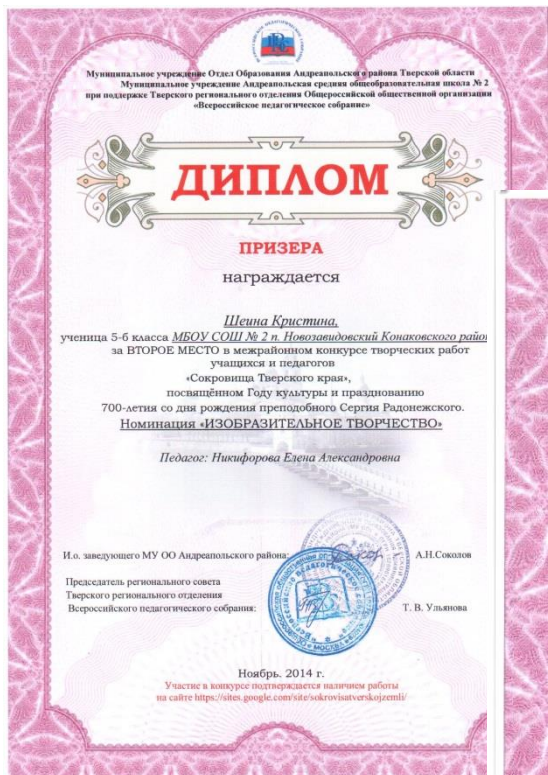 Муниципальное учреждение Отдел Образования Андреапольского района Тверской области
Муниципальное учреждение Андреапольская средняя общеобразовательная школа № 2
при поддержке Тверского регионального отделения Общероссийской общественной организации
«Всероссийское педагогическое собрание»
ДИПЛОМ
ПРИЗЕРА
награждается
Шеина Кристина,
ученица 5-б класса МБОУ СОШ № 2 п. Новозавидовский Конаковского райо
за ВТОРОЕ МЕСТО в межрайонном конкурсе творческих работ
учащихся и педагогов
«Сокровища Тверского края»,
посвящённом Году культуры и празднованию
700-летия со дня рождения преподобного Сергия Радонежского.
Номинация «ИЗОБРАЗИТЕЛЬНОЕ ТВОРЧЕСТВО»
Педагог: Никифорова Елена Александровна
И.о. заведующего МУ ОО Андреапольского района: А.Н.Соколов
Председатель регионального совета
Тверского регионального отделения
Всероссийского педагогического собрания: Т. В. Ульянова
Ноябрь. 2014 г.
Участие в конкурсе подтверждается наличием работы
на сайте https://sites.google.com/site/sokrovisatverskojzemli/